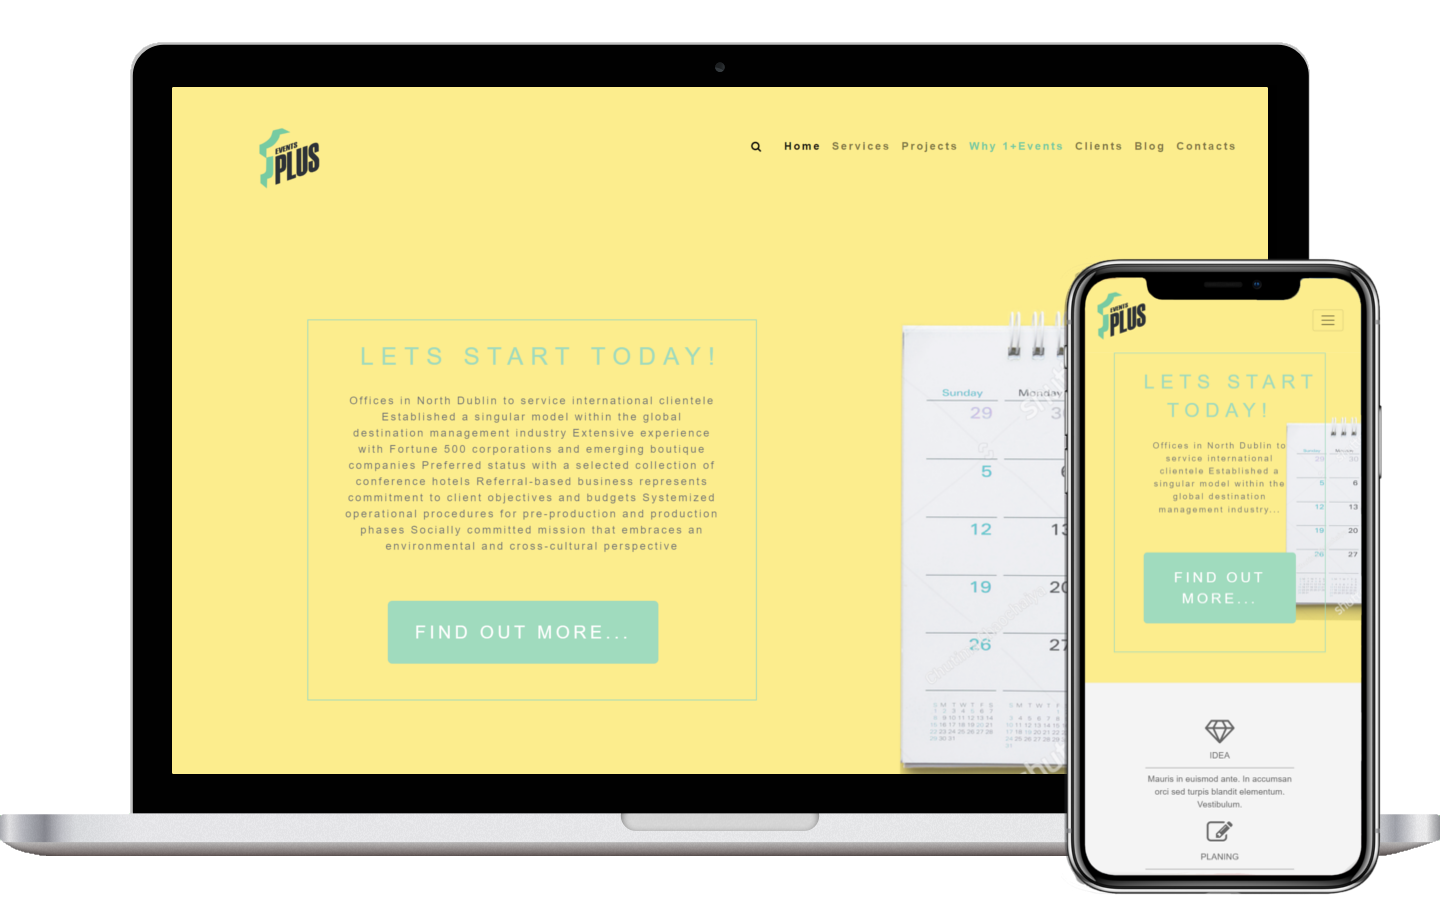 EVENTS
PLUS
Home Services Projects Why 1+Events Clients Blog Contacts
LETS START TODAY!
Offices in North Dublin to service international clientele
Established a singular model within the global
destination management industry Extensive experience
with Fortune 500 corporations and emerging boutique
companies Preferred status with a selected collection of
conference hotels Referral-based business represents
commitment to client objectives and budgets Systemized
operational procedures for pre-production and production
phases Socially committed mission that embraces an
environmental and cross-cultural perspective
FIND OUT MORE...
Sunday Monday
29
5
12
19
26 27
S M T W T F S
EVENTS
PLUS
LETS START
TODAY!
Offices in North Dublin to
service international
clientele Established a
singular model within the
global destination
management industry...
FIND OUT
MORE...
Sunday
29 30
5 6
12 13
19 20
26 27
IDEA
Mauris in euismod ante. In accumsan
orci sed turpis blandit elementum.
Vestibulum.
PLANING